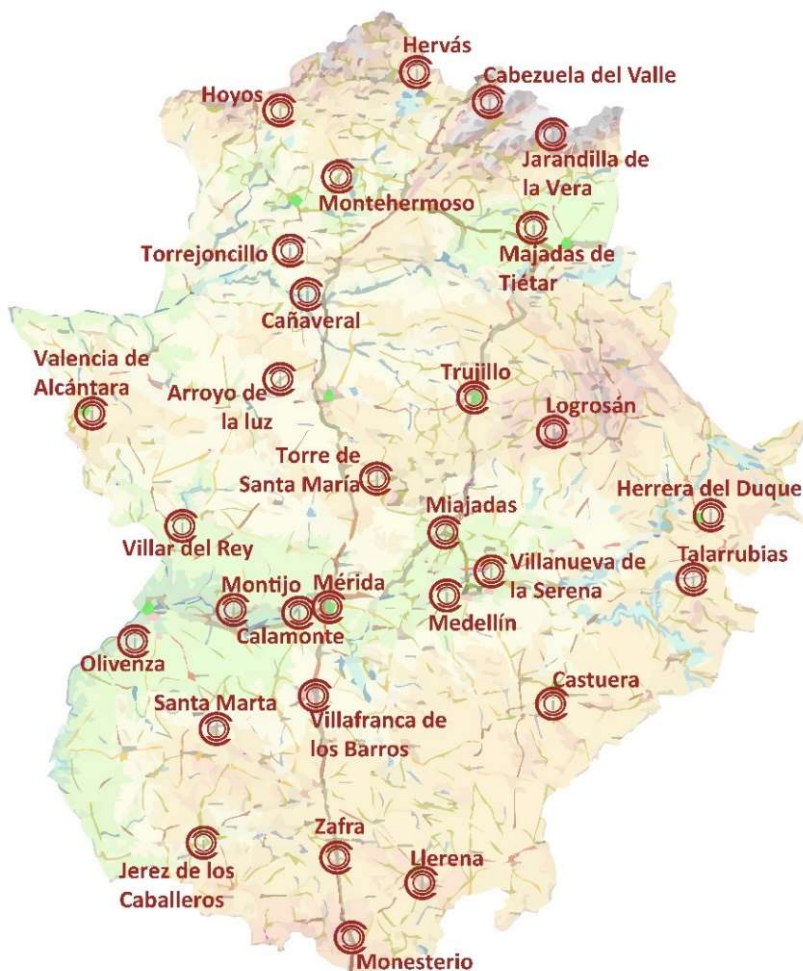 Hervás
Cabezuela del Valle
Hoyos
Jarandilla de
la Vera
Montehermoso
Torrejoncillo
Majadas de
Tiétar
Cañaveral
Valencia de
Alcántara
Arroyo de
la luz
Trujillo
Logrosán
Torre de
Santa María
Herrera del Duque
Miajadas
Villar del Rey
Villanueva de
la Serena
Talarrubias
Montijo
Mérida
Calamonte
Medellín
Olivenza
Castuera
Santa Marta
Villafranca de
los Barros
Zafra
Llerena
Jerez de los
Caballeros
Monesterio